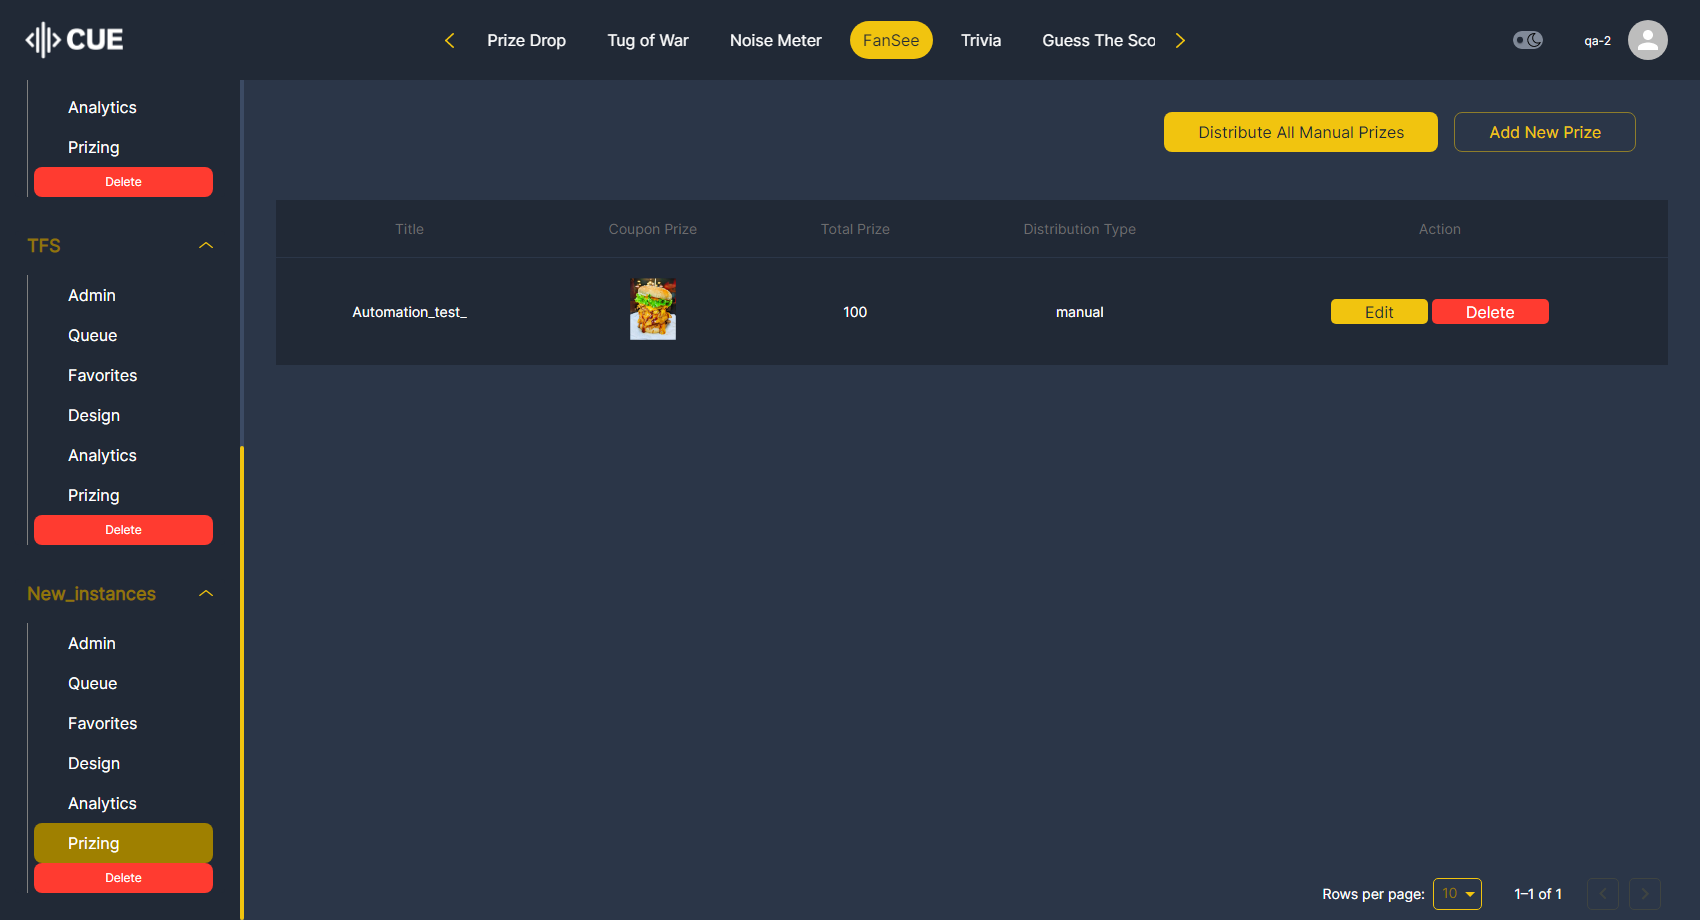 CUE
Prize Drop
Tug of War
Noise Meter
FanSee
Trivia
Guess The Sco
qa-2
Analytics
Prizing
Delete
TFS
Admin
Queue
Favorites
Design
Analytics
Prizing
Delete
New_instances
Admin
Queue
Favorites
Design
Analytics
Prizing
Delete
Distribute All Manual Prizes
Add New Prize
Title Coupon Prize Total Prize Distribution Type Action
Automation_test_ 100 manual Edit Delete
Rows per page: 10 1–1 of 1